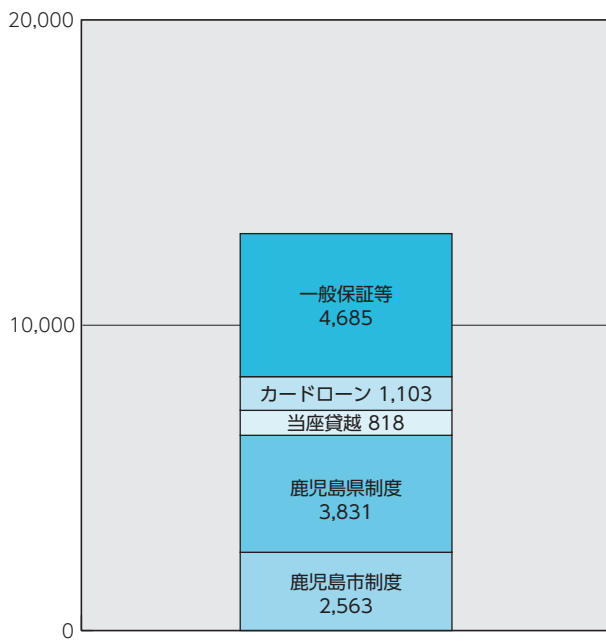 20,000
一般保証等
4,685
10,000
カードローン 1,103
当座貸越 818
鹿児島県制度
3,831
鹿児島市制度
2,563
0